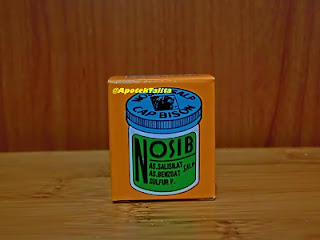 @ApotekTalita
CAP BISON
NOSIB
AS.SALISILAT
AS.BENZOAT SALP
SULFUR P.